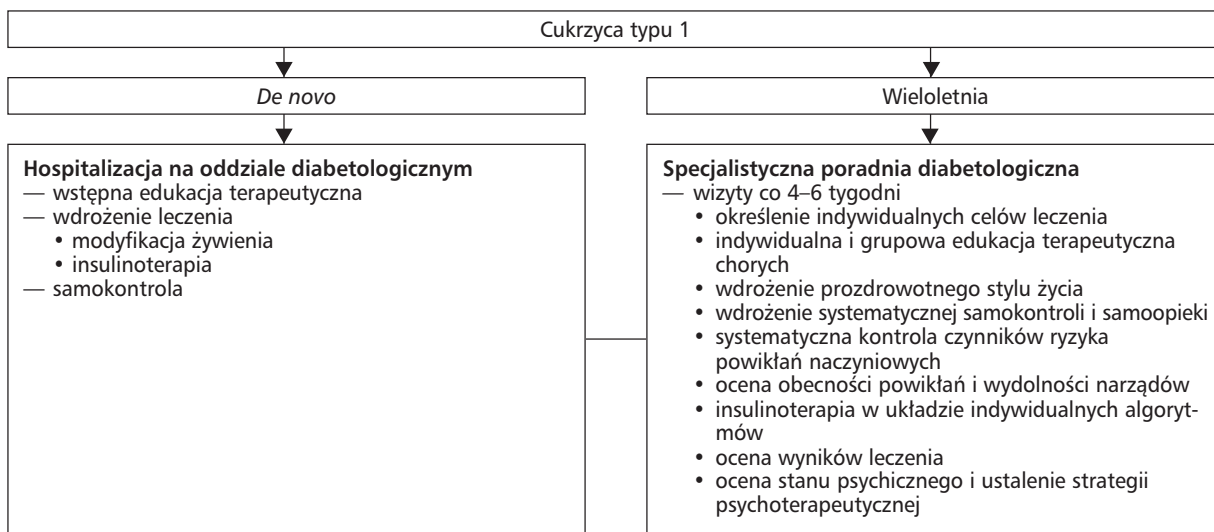 Cukrzyca typu 1
De novo
Wieloletnia
Hospitalizacja na oddziale diabetologicznym
— wstępna edukacja terapeutyczna
— wdrożenie leczenia
• modyfikacja żywienia
• insulinoterapia
— samokontrola
Specjalistyczna poradnia diabetologiczna
— wizyty co 4–6 tygodni
• określenie indywidualnych celów leczenia
• indywidualna i grupowa edukacja terapeutyczna
chorych
• wdrożenie prozdrowotnego stylu życia
• wdrożenie systematycznej samokontroli i samoopieki
• systematyczna kontrola czynników ryzyka
powikłań naczyniowych
• ocena obecności powikłań i wydolności narządów
• insulinoterapia w układzie indywidualnych algoryt-
mów
• ocena wyników leczenia
• ocena stanu psychicznego i ustalenie strategii
psychoterapeutycznej